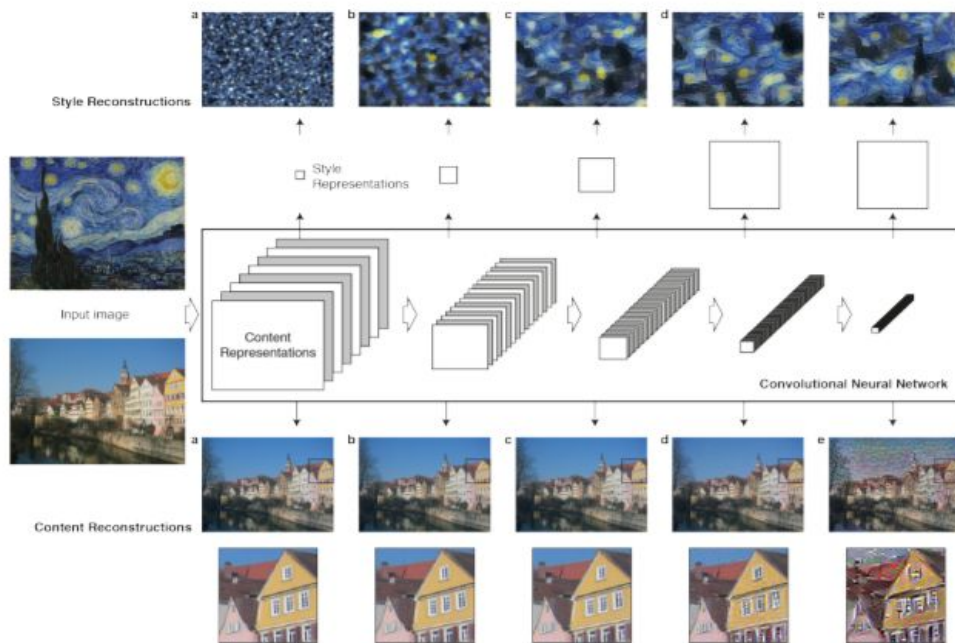 a b c d e
Style Reconstructions
Style
Representations
Input image
Content
Representations
Convolutional Neural Network
a b c d e
Content Reconstructions